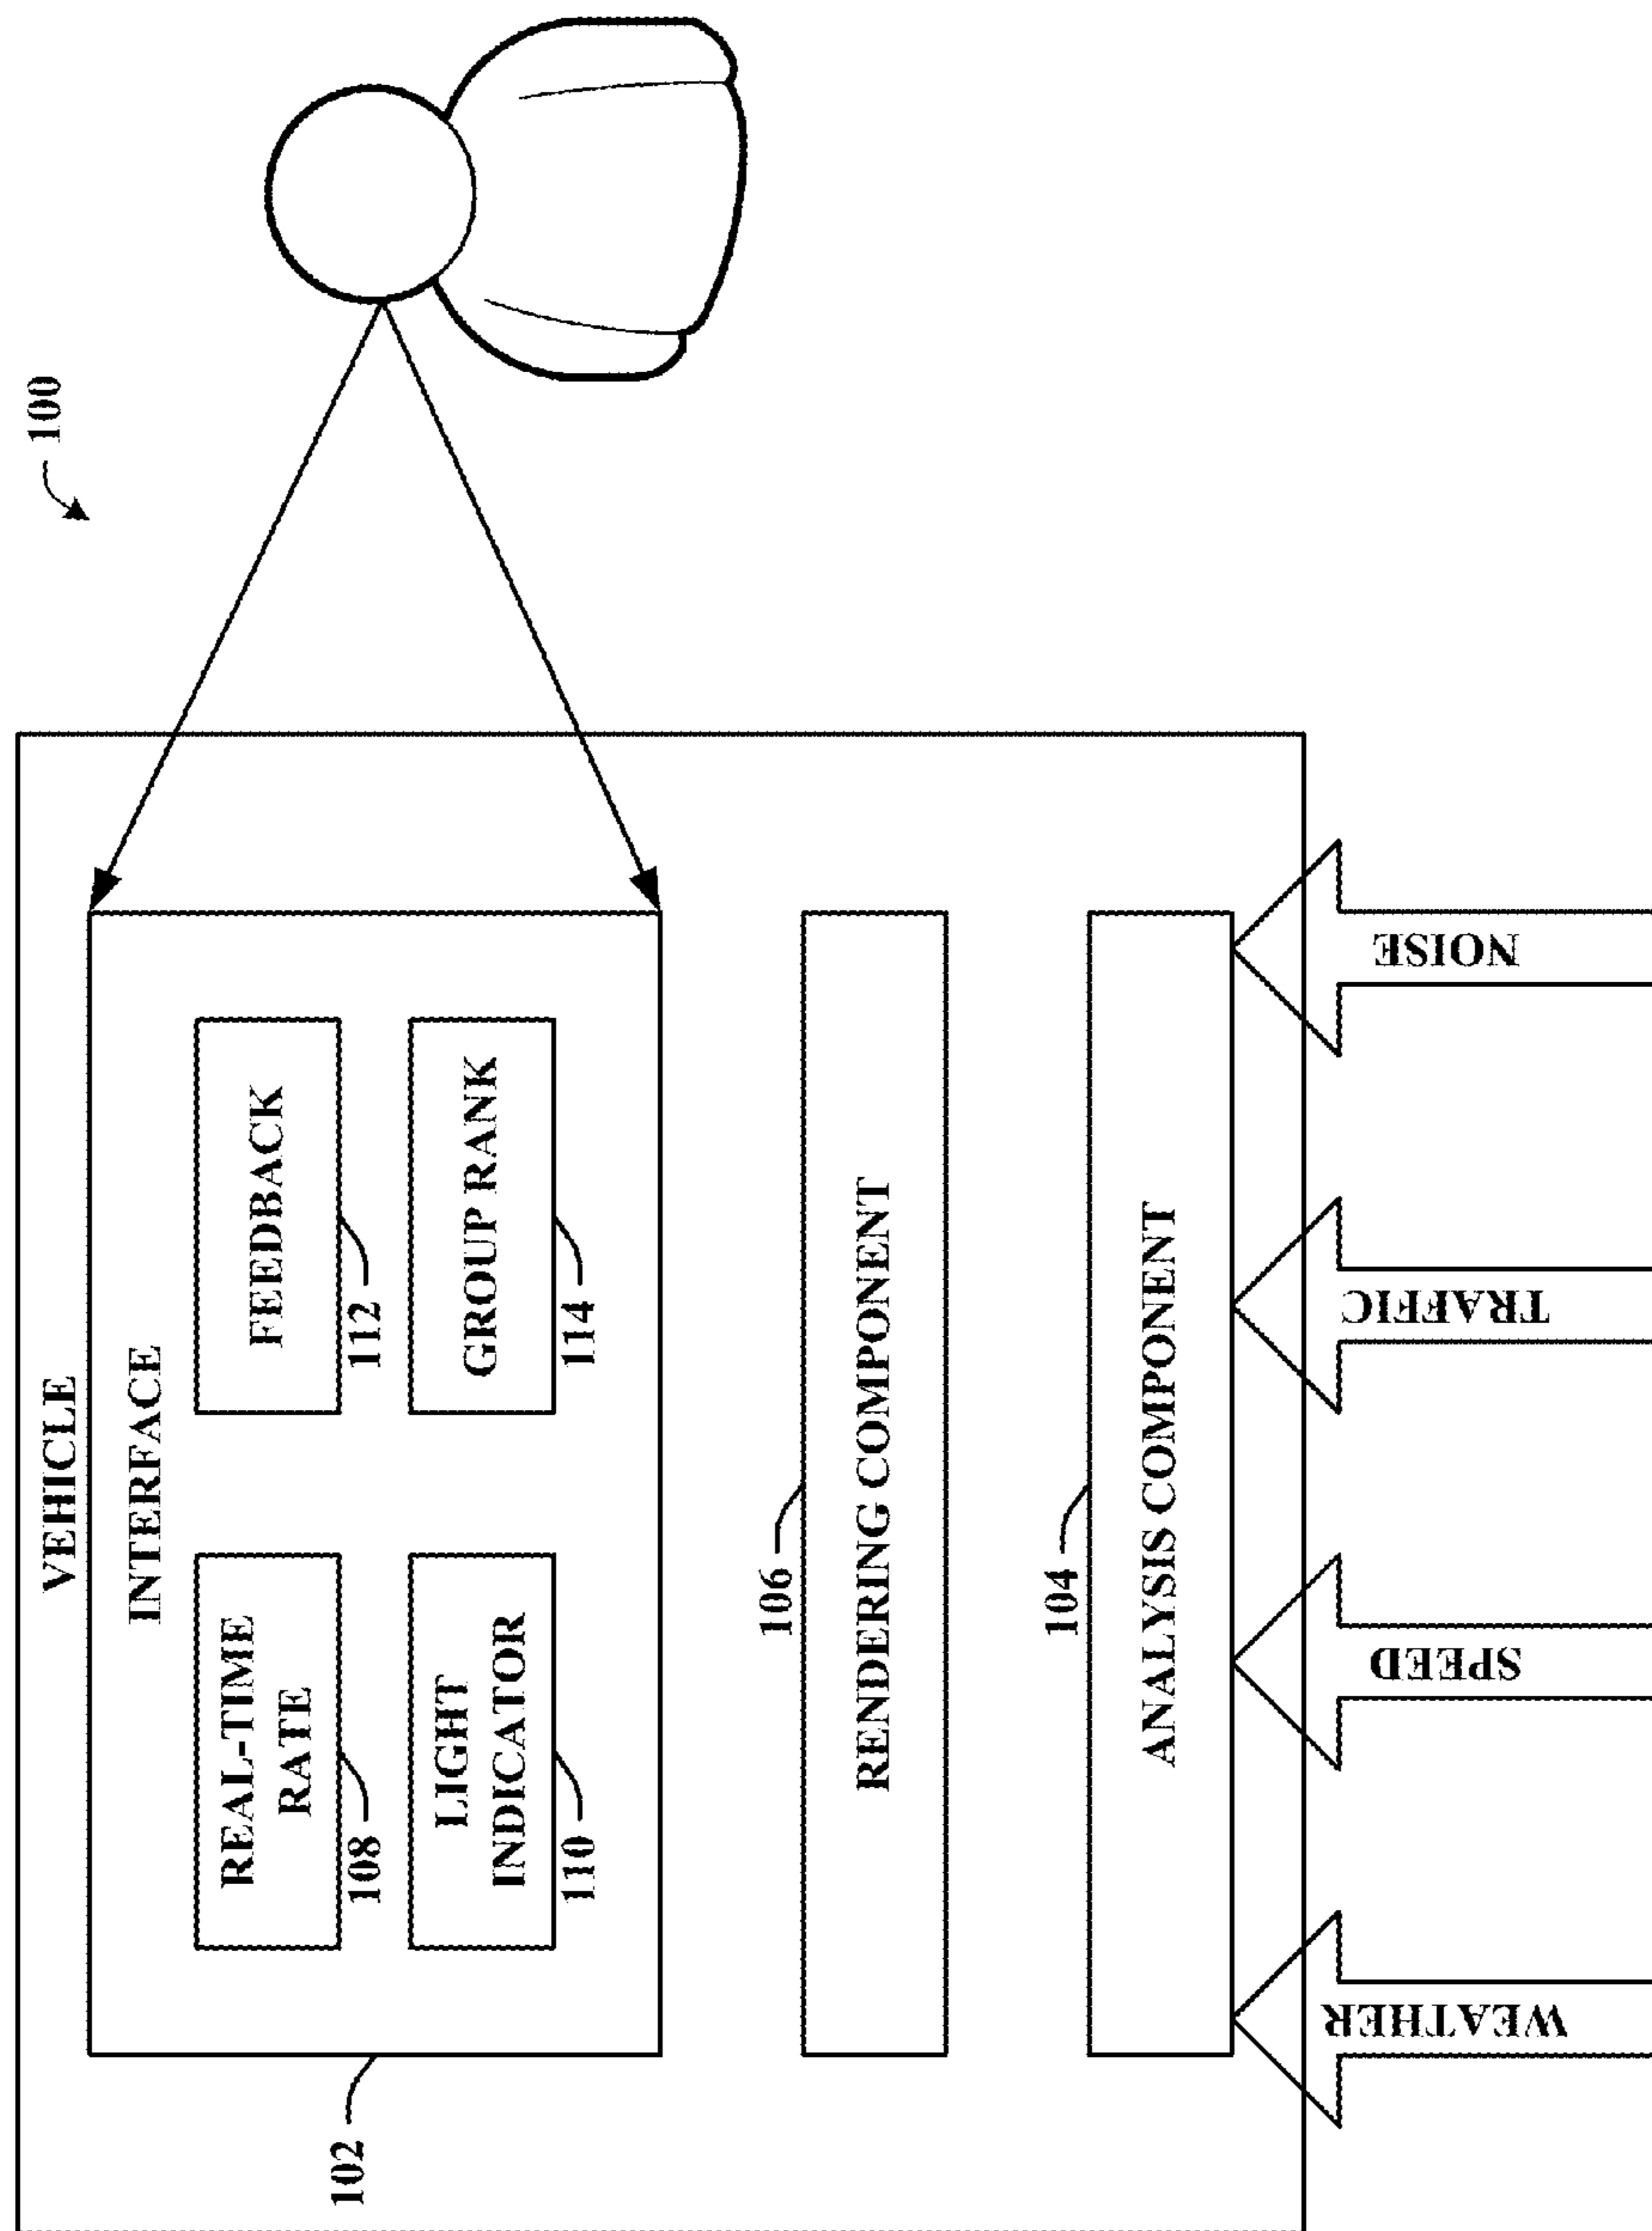 100
VEHICLE
INTERFACE
102
REAL-TIME
RATE
108
FEEDBACK
112
LIGHT
INDICATOR
110
GROUP RANK
114
106
RENDERING COMPONENT
104
ANALYSIS COMPONENT
WEATHER
SPEED
TRAFFIC
NOISE